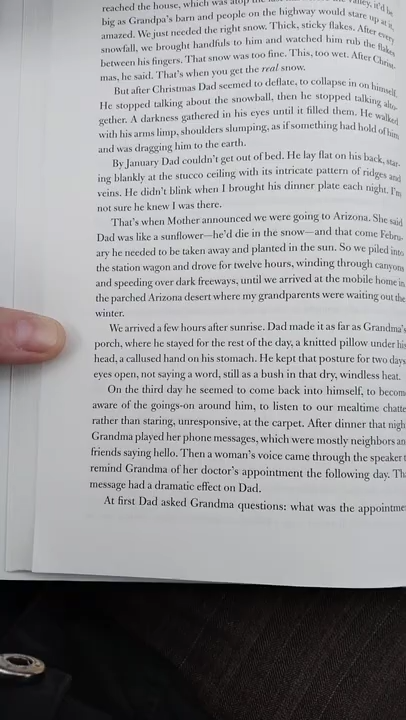 reached the house, which was atop the
big as Grandpa's barn and people on the highway would stare up at it,
amazed. We just needed the right snow. Thick, sticky flakes. After every
snowfall, we brought handfuls to him and watched him rub the flakes
between his fingers. That snow was too fine. This, too wet. After Christ-
mas, he said. That's when you get the real snow.
But after Christmas Dad seemed to deflate, to collapse in on himself.
He stopped talking about the snowball, then he stopped talking alto-
gether. A darkness gathered in his eyes until it filled them. He walked
with his arms limp, shoulders slumping, as if something had hold of him
and was dragging him to the earth.
By January Dad couldn't get out of bed. He lay flat on his back, star-
ing blankly at the stucco ceiling with its intricate pattern of ridges and
veins. He didn't blink when I brought his dinner plate each night. I'm
not sure he knew I was there.
That's when Mother announced we were going to Arizona. She said
Dad was like a sunflower—he'd die in the snow—and that come Febru-
ary he needed to be taken away and planted in the sun. So we piled into
the station wagon and drove for twelve hours, winding through canyons
and speeding over dark freeways, until we arrived at the mobile home in
the parched Arizona desert where my grandparents were waiting out the
winter.
We arrived a few hours after sunrise. Dad made it as far as Grandma's
porch, where he stayed for the rest of the day, a knitted pillow under his
head, a callused hand on his stomach. He kept that posture for two days,
eyes open, not saying a word, still as a bush in that dry, windless heat.
On the third day he seemed to come back into himself, to becom
aware of the goings-on around him, to listen to our mealtime chatte
rather than staring, unresponsive, at the carpet. After dinner that nigh
Grandma played her phone messages, which were mostly neighbors an
friends saying hello. Then a woman's voice came through the speaker t
remind Grandma of her doctor's appointment the following day. Tha
message had a dramatic effect on Dad.
At first Dad asked Grandma questions: what was the appointme